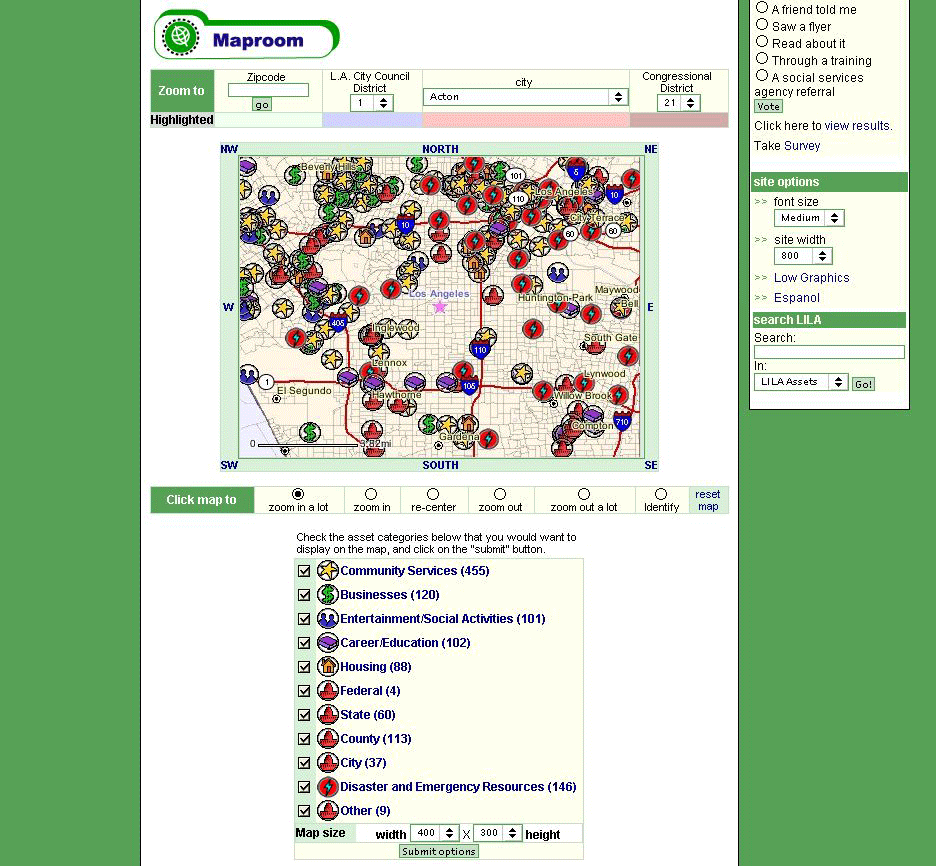 Maproom
Zoom to
Zipcode
go
L.A. City Council
District
1
city
Acton
Congressional
District
21
Highlighted
NW
NORTH
NE
W
E
SW
SOUTH
SE
Beverly Hills
101
110
5
10
Los Angeles
City Terrace
10
60
60
Los Angeles
Huntington Park
Maywood
Bell
405
Inglewood
110
South Gate
Lennox
1
El Segundo
105
Lynwood
Hawthorne
Willow Brook
710
Compton
Gardena
0
3.82mi
Click map to
zoom in a lot
zoom in
re-center
zoom out
zoom out a lot
Identify
reset
map
Check the asset categories below that you would want to
display on the map, and click on the "submit" button.
Community Services (455)
Businesses (120)
Entertainment/Social Activities (101)
Career/Education (102)
Housing (88)
Federal (4)
State (60)
County (113)
City (37)
Disaster and Emergency Resources (146)
Other (9)
Map size width 400 X 300 height
Submit options
A friend told me
Saw a flyer
Read about it
Through a training
A social services
agency referral
Vote
Click here to view results.
Take Survey
site options
>> font size
Medium
>> site width
800
>> Low Graphics
>> Espanol
search LILA
Search:
In:
LILA Assets
Go!